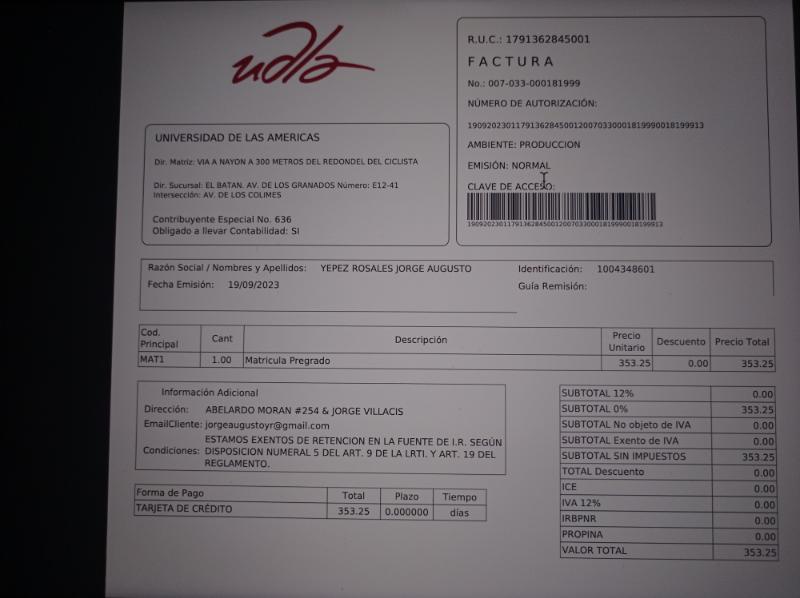 udla
R.U.C.: 1791362845001
FACTURA
No.: 007-033-000181999
NÚMERO DE AUTORIZACIÓN:
1909202301179136284500120070330001819990018199913
AMBIENTE: PRODUCCION
EMISIÓN: NORMAL
CLAVE DE ACCESO:
1909202301179136284500120070330001819990018199913
UNIVERSIDAD DE LAS AMERICAS
Dir. Matriz: VIA A NAYON A 300 METROS DEL REDONDEL DEL CICLISTA
Dir. Sucursal: EL BATAN. AV. DE LOS GRANADOS Número: E12-41
Intersección: AV. DE LOS COLIMES
Contribuyente Especial No. 636
Obligado a llevar Contabilidad: SI
Razón Social / Nombres y Apellidos: YEPEZ ROSALES JORGE AUGUSTO Identificación: 1004348601
Fecha Emisión: 19/09/2023 Guía Remisión:
Cod. Principal Cant Descripción Precio Unitario Descuento Precio Total
MAT1 1.00 Matricula Pregrado 353.25 0.00 353.25
Información Adicional
Dirección: ABELARDO MORAN #254 & JORGE VILLACIS
EmailCliente: jorgeaugustoyr@gmail.com
ESTAMOS EXENTOS DE RETENCION EN LA FUENTE DE I.R. SEGÚN
Condiciones: DISPOSICION NUMERAL 5 DEL ART. 9 DE LA LRTI. Y ART. 19 DEL
REGLAMENTO.
Forma de Pago Total Plazo Tiempo
TARJETA DE CRÉDITO 353.25 0.000000 días
SUBTOTAL 12% 0.00
SUBTOTAL 0% 353.25
SUBTOTAL No objeto de IVA 0.00
SUBTOTAL Exento de IVA 0.00
SUBTOTAL SIN IMPUESTOS 353.25
TOTAL Descuento 0.00
ICE 0.00
IVA 12% 0.00
IRBPNR 0.00
PROPINA 0.00
VALOR TOTAL 353.25